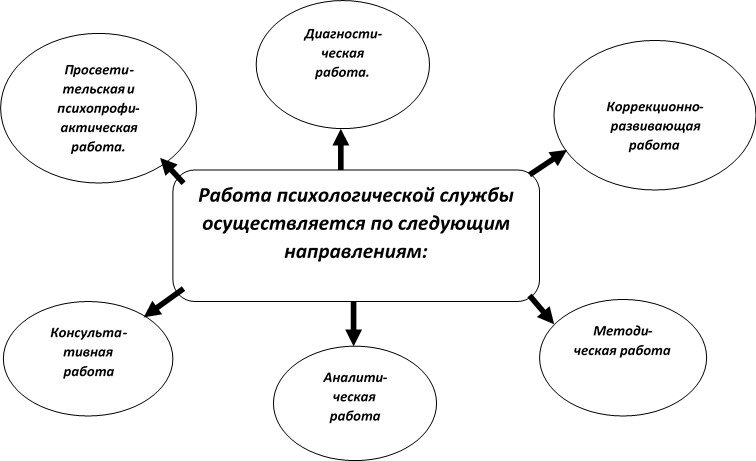 Диагности-
ческая
работа.
Просвети-
тельская и
психопрофи-
актическая
работа.
Коррекционно-
развивающая
работа
Работа психологической службы
осуществляется по следующим
направлениям:
Консульта-
тивная
работа
Аналити-
ческая
работа
Методи-
ческая работа